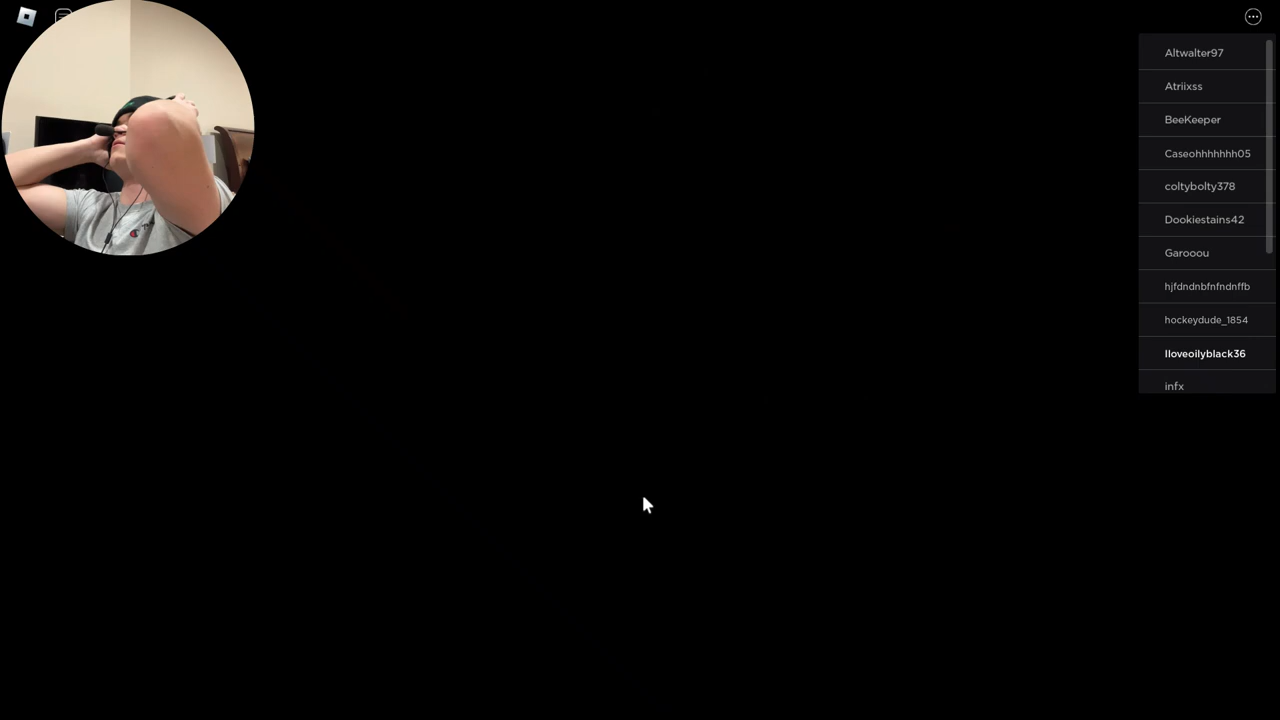 Altwalter97
Atriixss
BeeKeeper
Caseohhhhhhh05
coltybolty378
Dookiestains42
Garooou
hjfdndnbfnfndnffb
hockeydude_1854
Iloveoilyblack36
infx